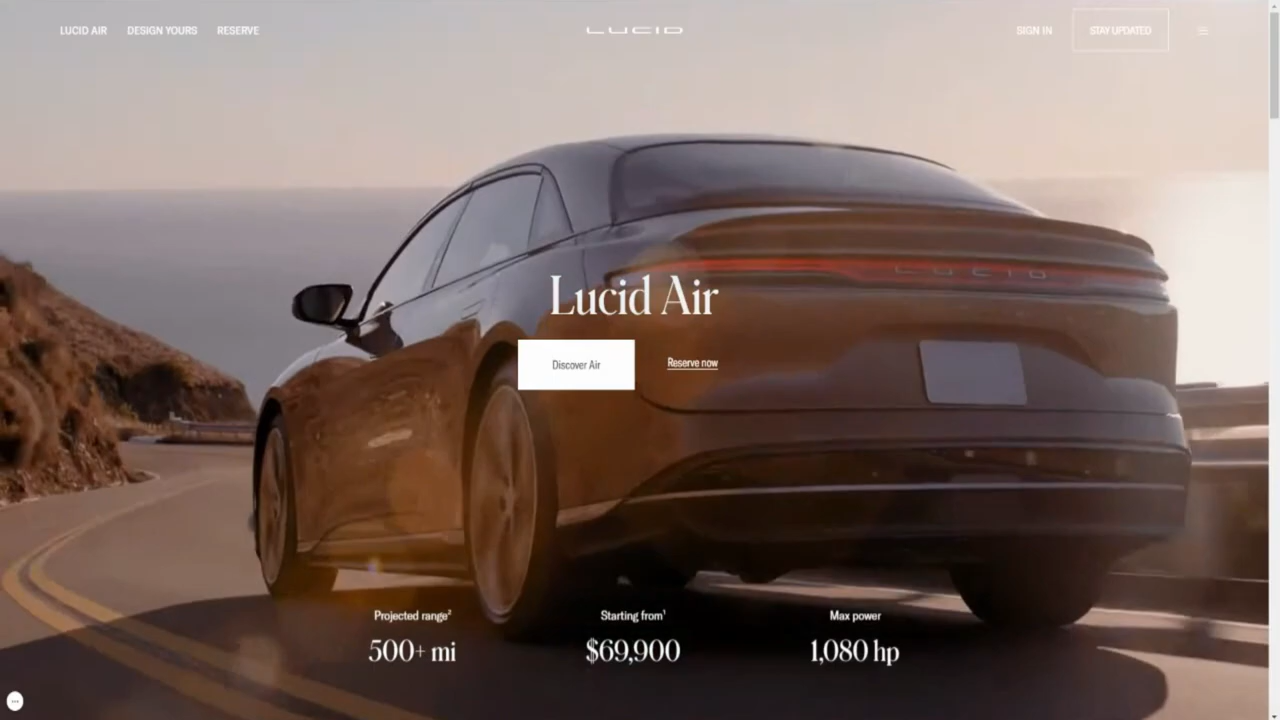 LUCID AIR DESIGN YOURS RESERVE
LUCID
SIGN IN STAY UPDATED
LUCID
Lucid Air
Discover Air Reserve now
Projected range² Starting from¹ Max power
500+ mi $69,900 1,080 hp